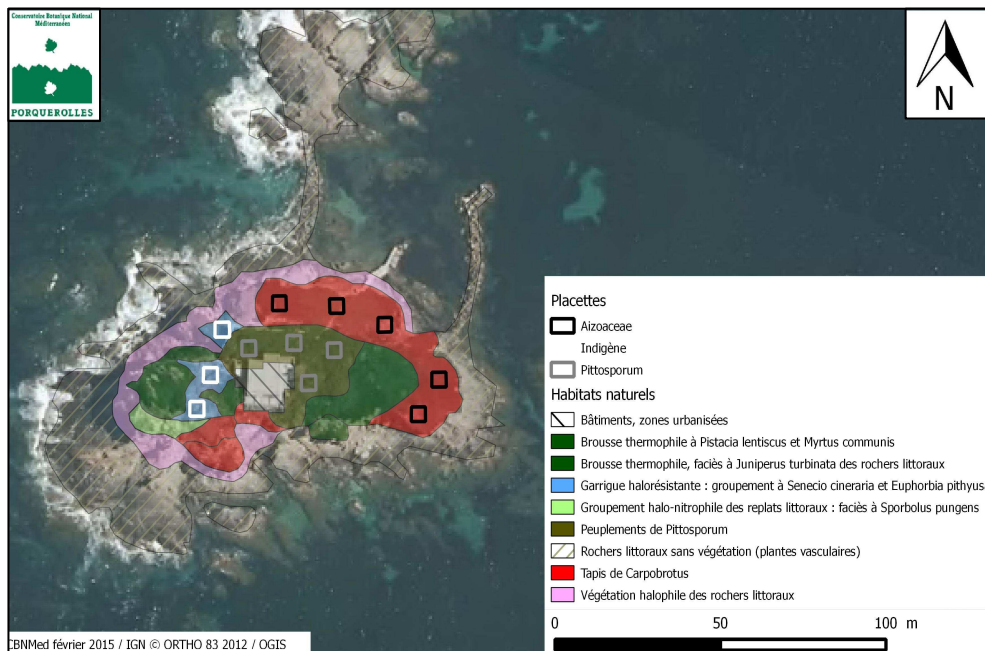 Conservatoire Botanique National
Méditerranéen
PORQUEROLLES
N
Placettes
Aizoaceae
Indigène
Pittosporum
Habitats naturels
Bâtiments, zones urbanisées
Brousse thermophile à Pistacia lentiscus et Myrtus communis
Brousse thermophile, faciès à Juniperus turbinata des rochers littoraux
Garrigue halorésistante : groupement à Senecio cineraria et Euphorbia pithyus
Groupement halo-nitrophile des replats littoraux : faciès à Sporbolus pungens
Peuplements de Pittosporum
Rochers littoraux sans végétation (plantes vasculaires)
Tapis de Carpobrotus
Végétation halophile des rochers littoraux
0 50 100 m
CBNMed février 2015 / IGN © ORTHO 83 2012 / OGIS